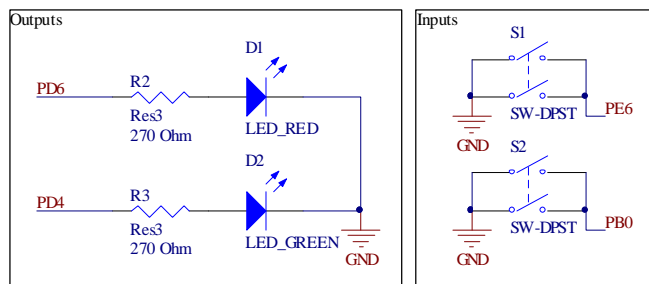 Outputs
D1
R2
PD6
Res3
270 Ohm
LED_RED
D2
R3
PD4
Res3
270 Ohm
LED_GREEN
GND
Inputs
S1
SW-DPST
PE6
GND
S2
SW-DPST
PB0
GND